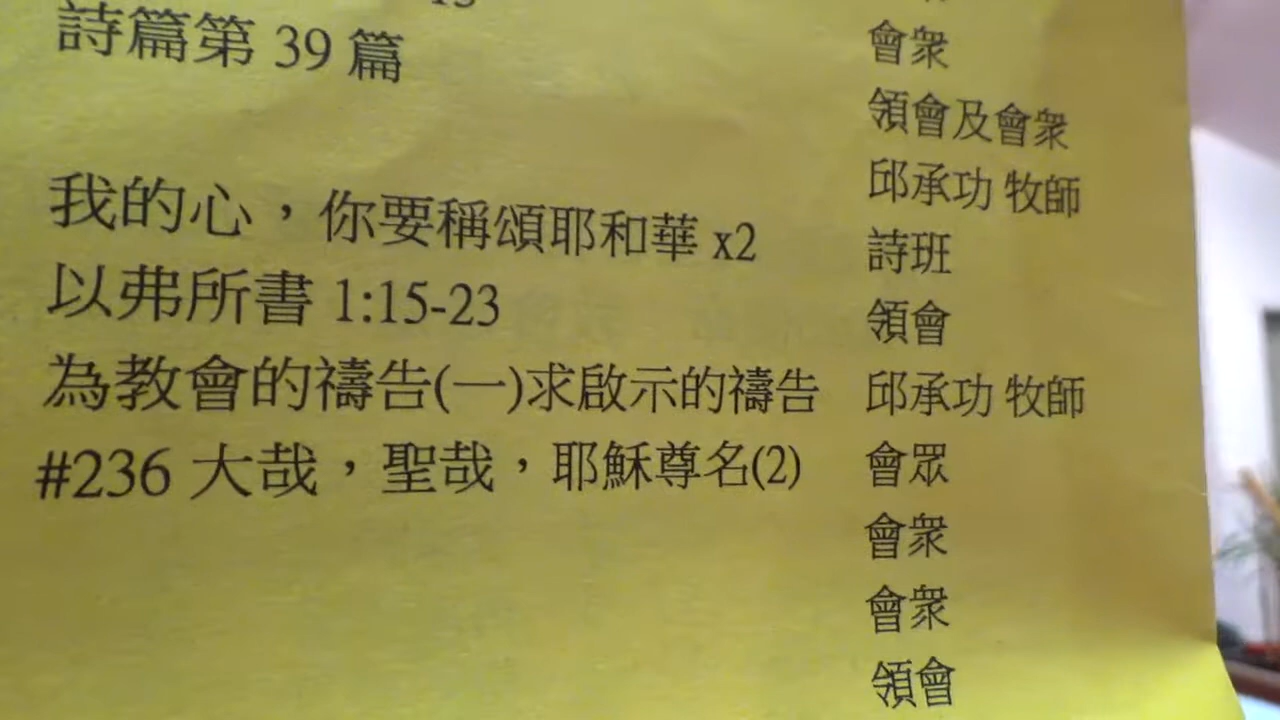 詩篇第 39 篇
會衆
領會及會衆
邱承功 牧師
我的心，你要稱頌耶和華 x2 詩班
以弗所書 1:15-23 領會
為教會的禱告(一)求啟示的禱告 邱承功 牧師
#236 大哉，聖哉，耶穌尊名(2) 會眾
會衆
會衆
領會